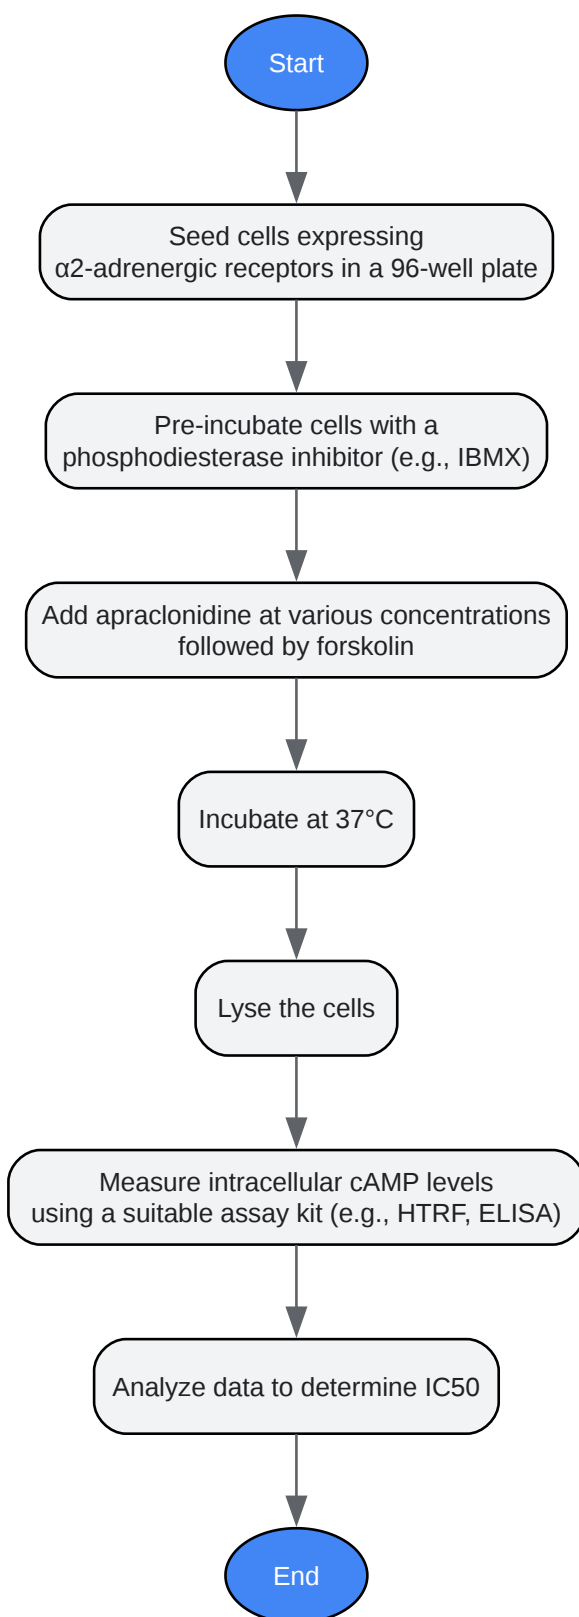 Start
Seed cells expressing
α2-adrenergic receptors in a 96-well plate
Pre-incubate cells with a
phosphodiesterase inhibitor (e.g., IBMX)
Add apraclonidine at various concentrations
followed by forskolin
Incubate at 37°C
Lyse the cells
Measure intracellular cAMP levels
using a suitable assay kit (e.g., HTRF, ELISA)
Analyze data to determine IC50
End